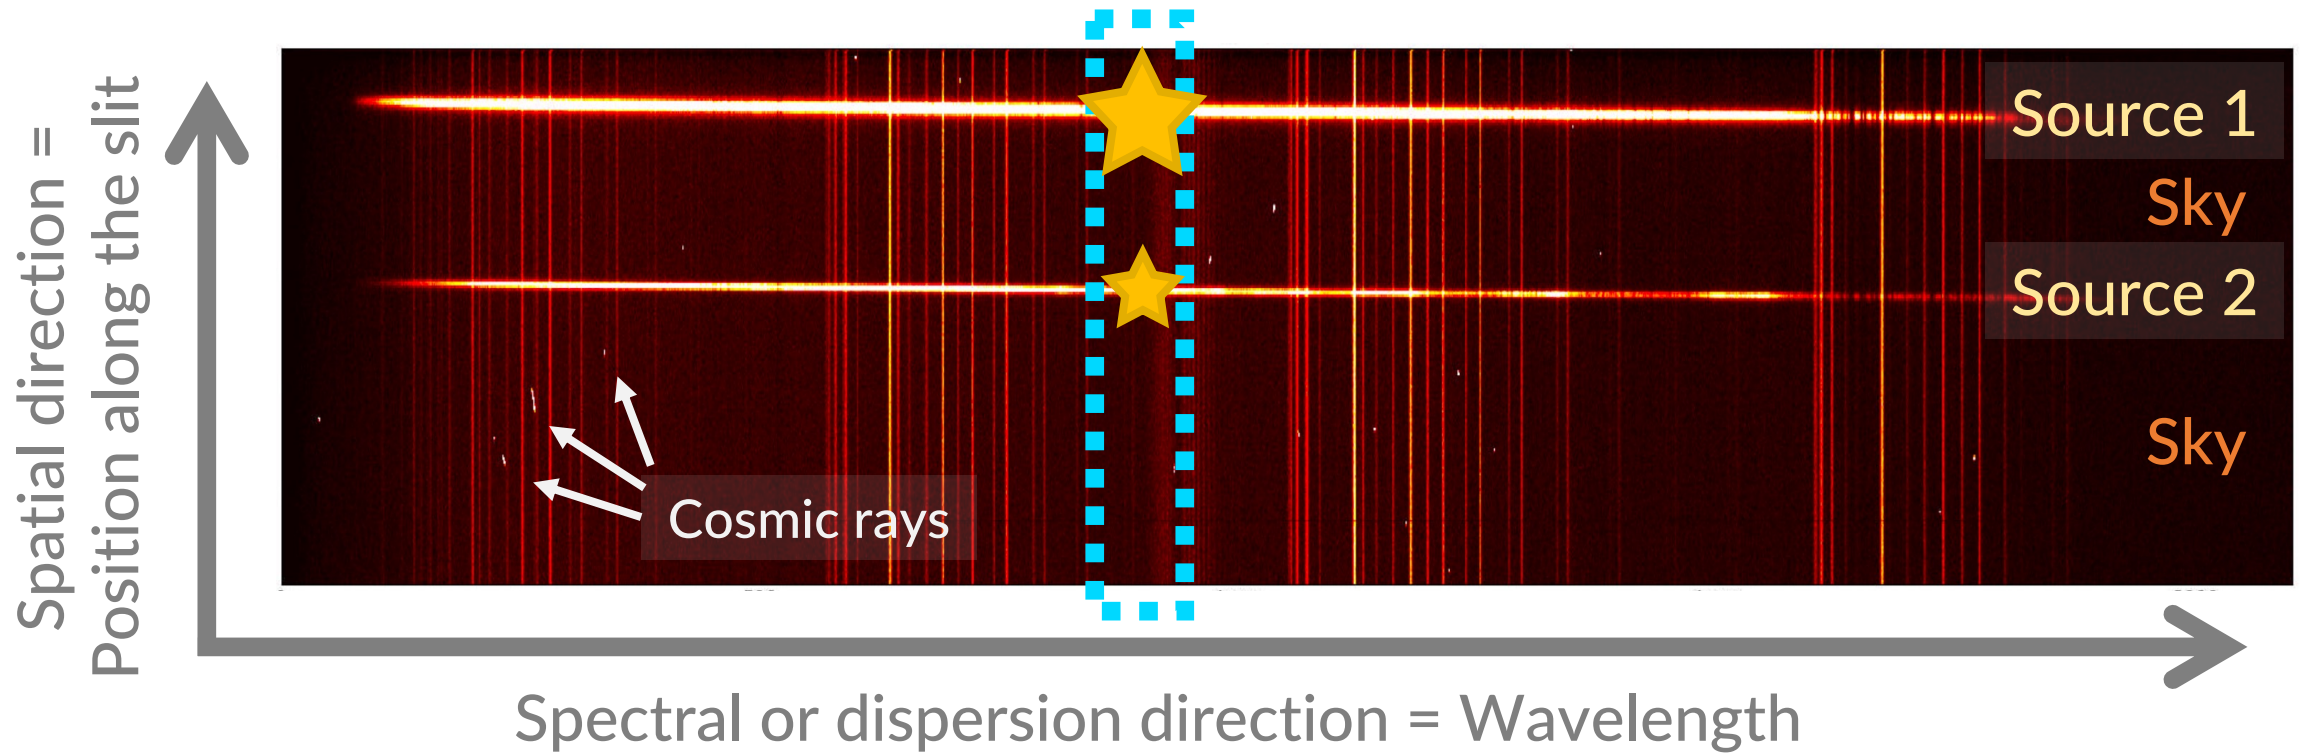 Spatial direction =
Position along the slit
Source 1
Sky
Source 2
Sky
Cosmic rays
Spectral or dispersion direction = Wavelength